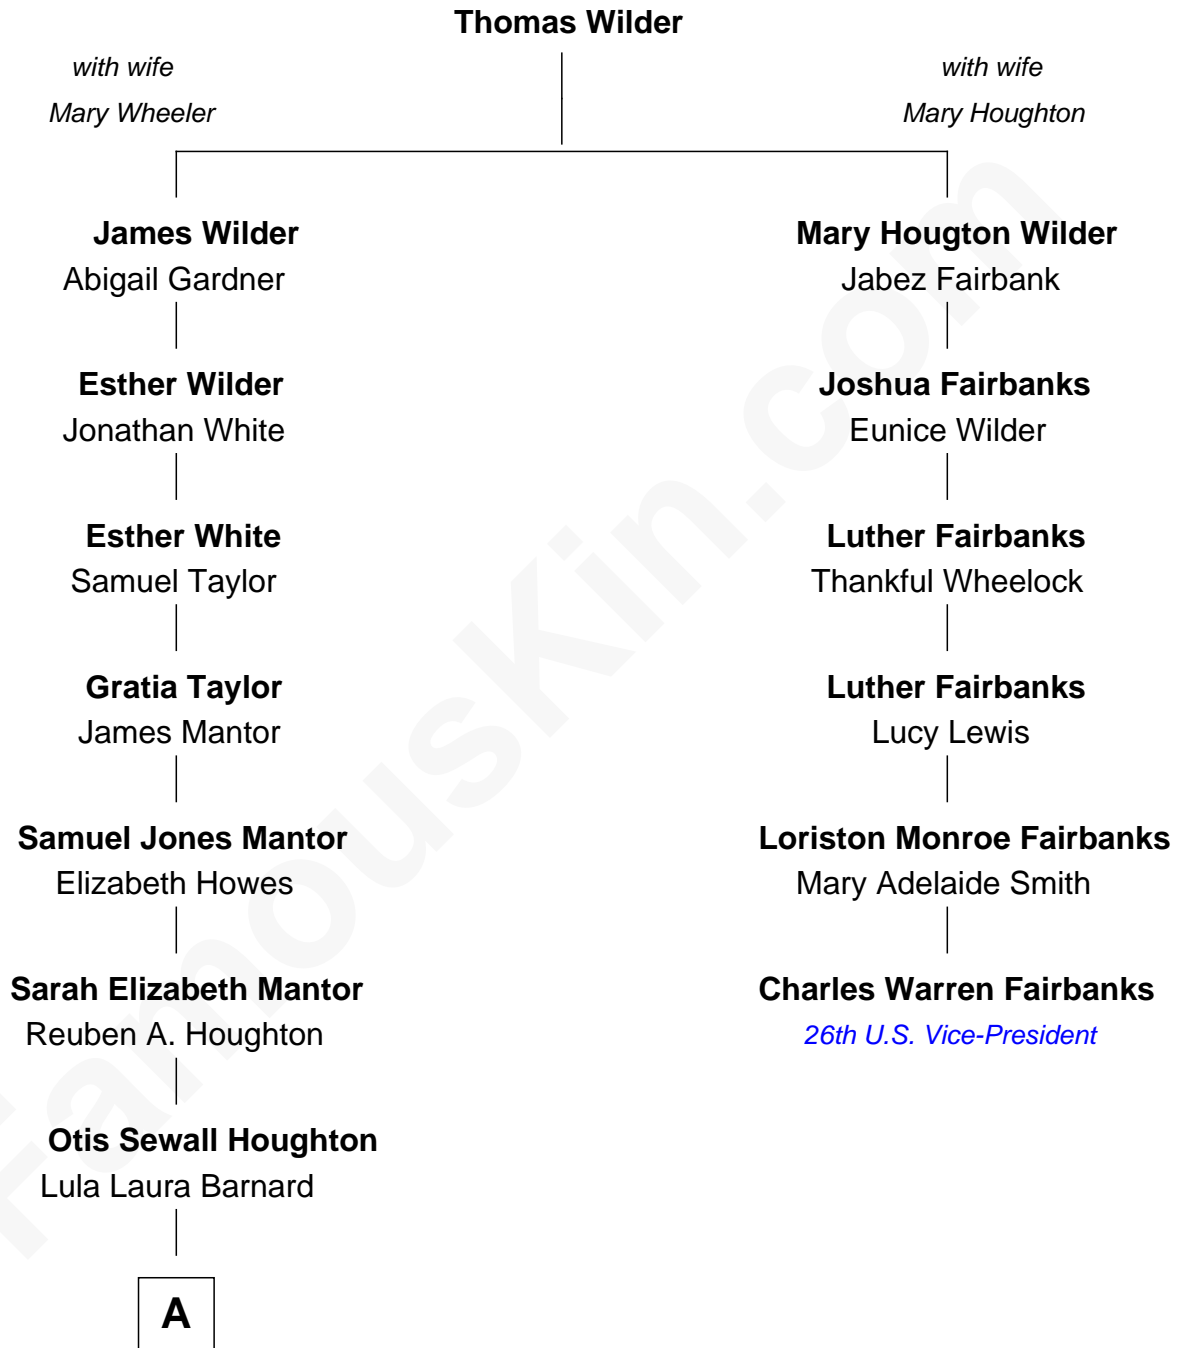 Thomas Wilder
with wife
Mary Wheeler
with wife
Mary Houghton
James Wilder
Abigail Gardner
Mary Hougton Wilder
Jabez Fairbank
Esther Wilder
Jonathan White
Joshua Fairbanks
Eunice Wilder
Esther White
Samuel Taylor
Luther Fairbanks
Thankful Wheelock
Gratia Taylor
James Mantor
Luther Fairbanks
Lucy Lewis
Samuel Jones Mantor
Elizabeth Howes
Loriston Monroe Fairbanks
Mary Adelaide Smith
Sarah Elizabeth Mantor
Reuben A. Houghton
Charles Warren Fairbanks
26th U.S. Vice-President
Otis Sewall Houghton
Lula Laura Barnard
A
FamousKin.com